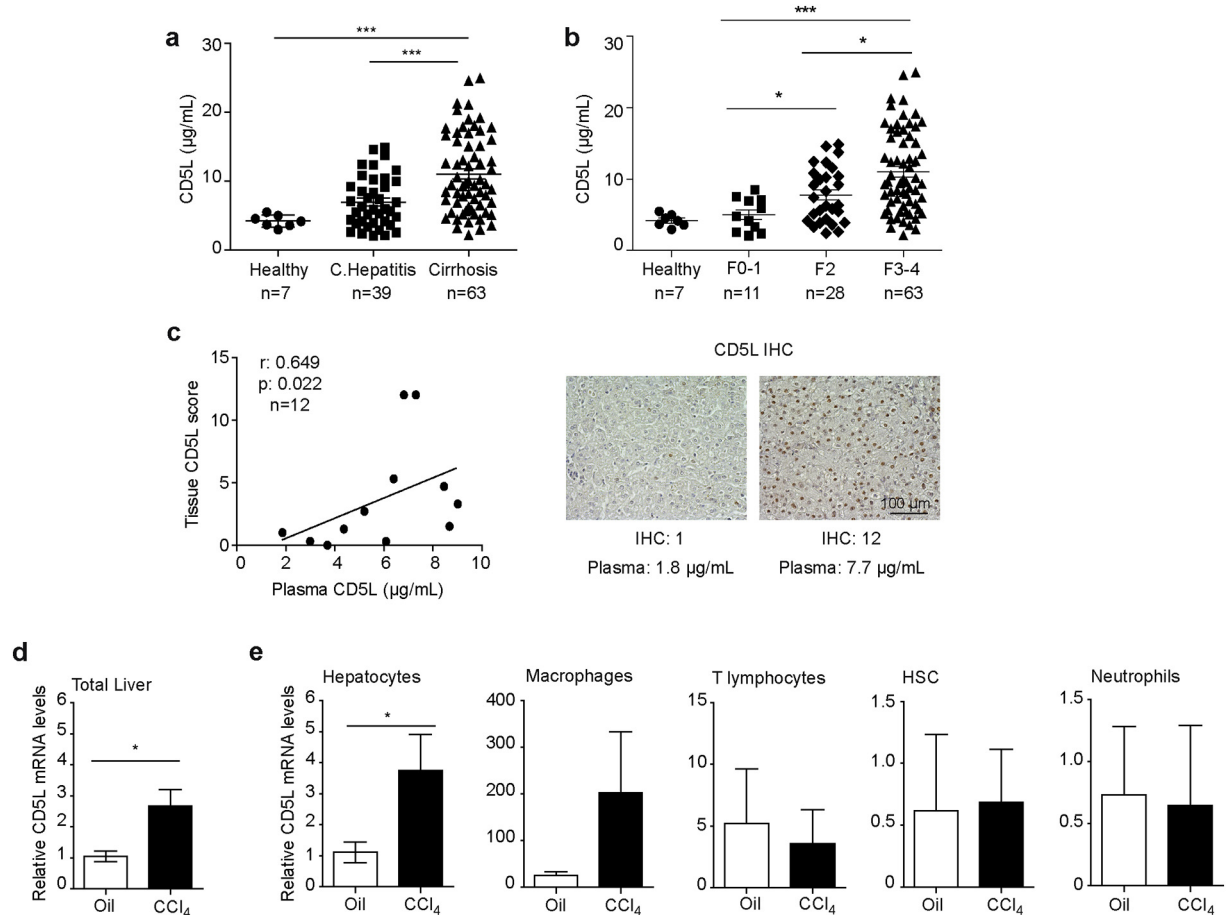 a
***
***
30
20
10
0
CD5L (µg/mL)
Healthy C.Hepatitis Cirrhosis
n=7 n=39 n=63
b
***
*
*
30
20
10
0
CD5L (µg/mL)
Healthy F0-1 F2 F3-4
n=7 n=11 n=28 n=63
c
15
10
5
0
Tissue CD5L score
r: 0.649
p: 0.022
n=12
0 2 4 6 8 10
Plasma CD5L (µg/mL)
CD5L IHC
100 µm
IHC: 1 IHC: 12
Plasma: 1.8 µg/mL Plasma: 7.7 µg/mL
d
Total Liver
Relative CD5L mRNA levels
6
5
4
3
2
1
0
*
Oil CCl₄
e
Hepatocytes
Relative CD5L mRNA levels
6
5
4
3
2
1
0
*
Oil CCl₄
Macrophages
400
300
200
100
0
Oil CCl₄
T lymphocytes
15
10
5
0
Oil CCl₄
HSC
1.5
1.0
0.5
0
Oil CCl₄
Neutrophils
1.5
1.0
0.5
0
Oil CCl₄